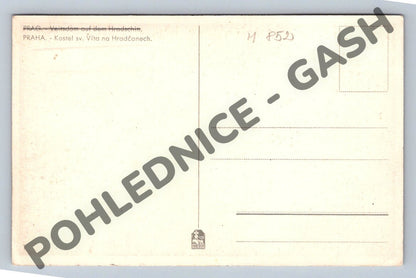 PRAG. - Veitsdom auf dem Hradschin.
PRAHA. - Kostel sv. Víta na Hradčanech.
M 852
POHLEDNICE - GASH